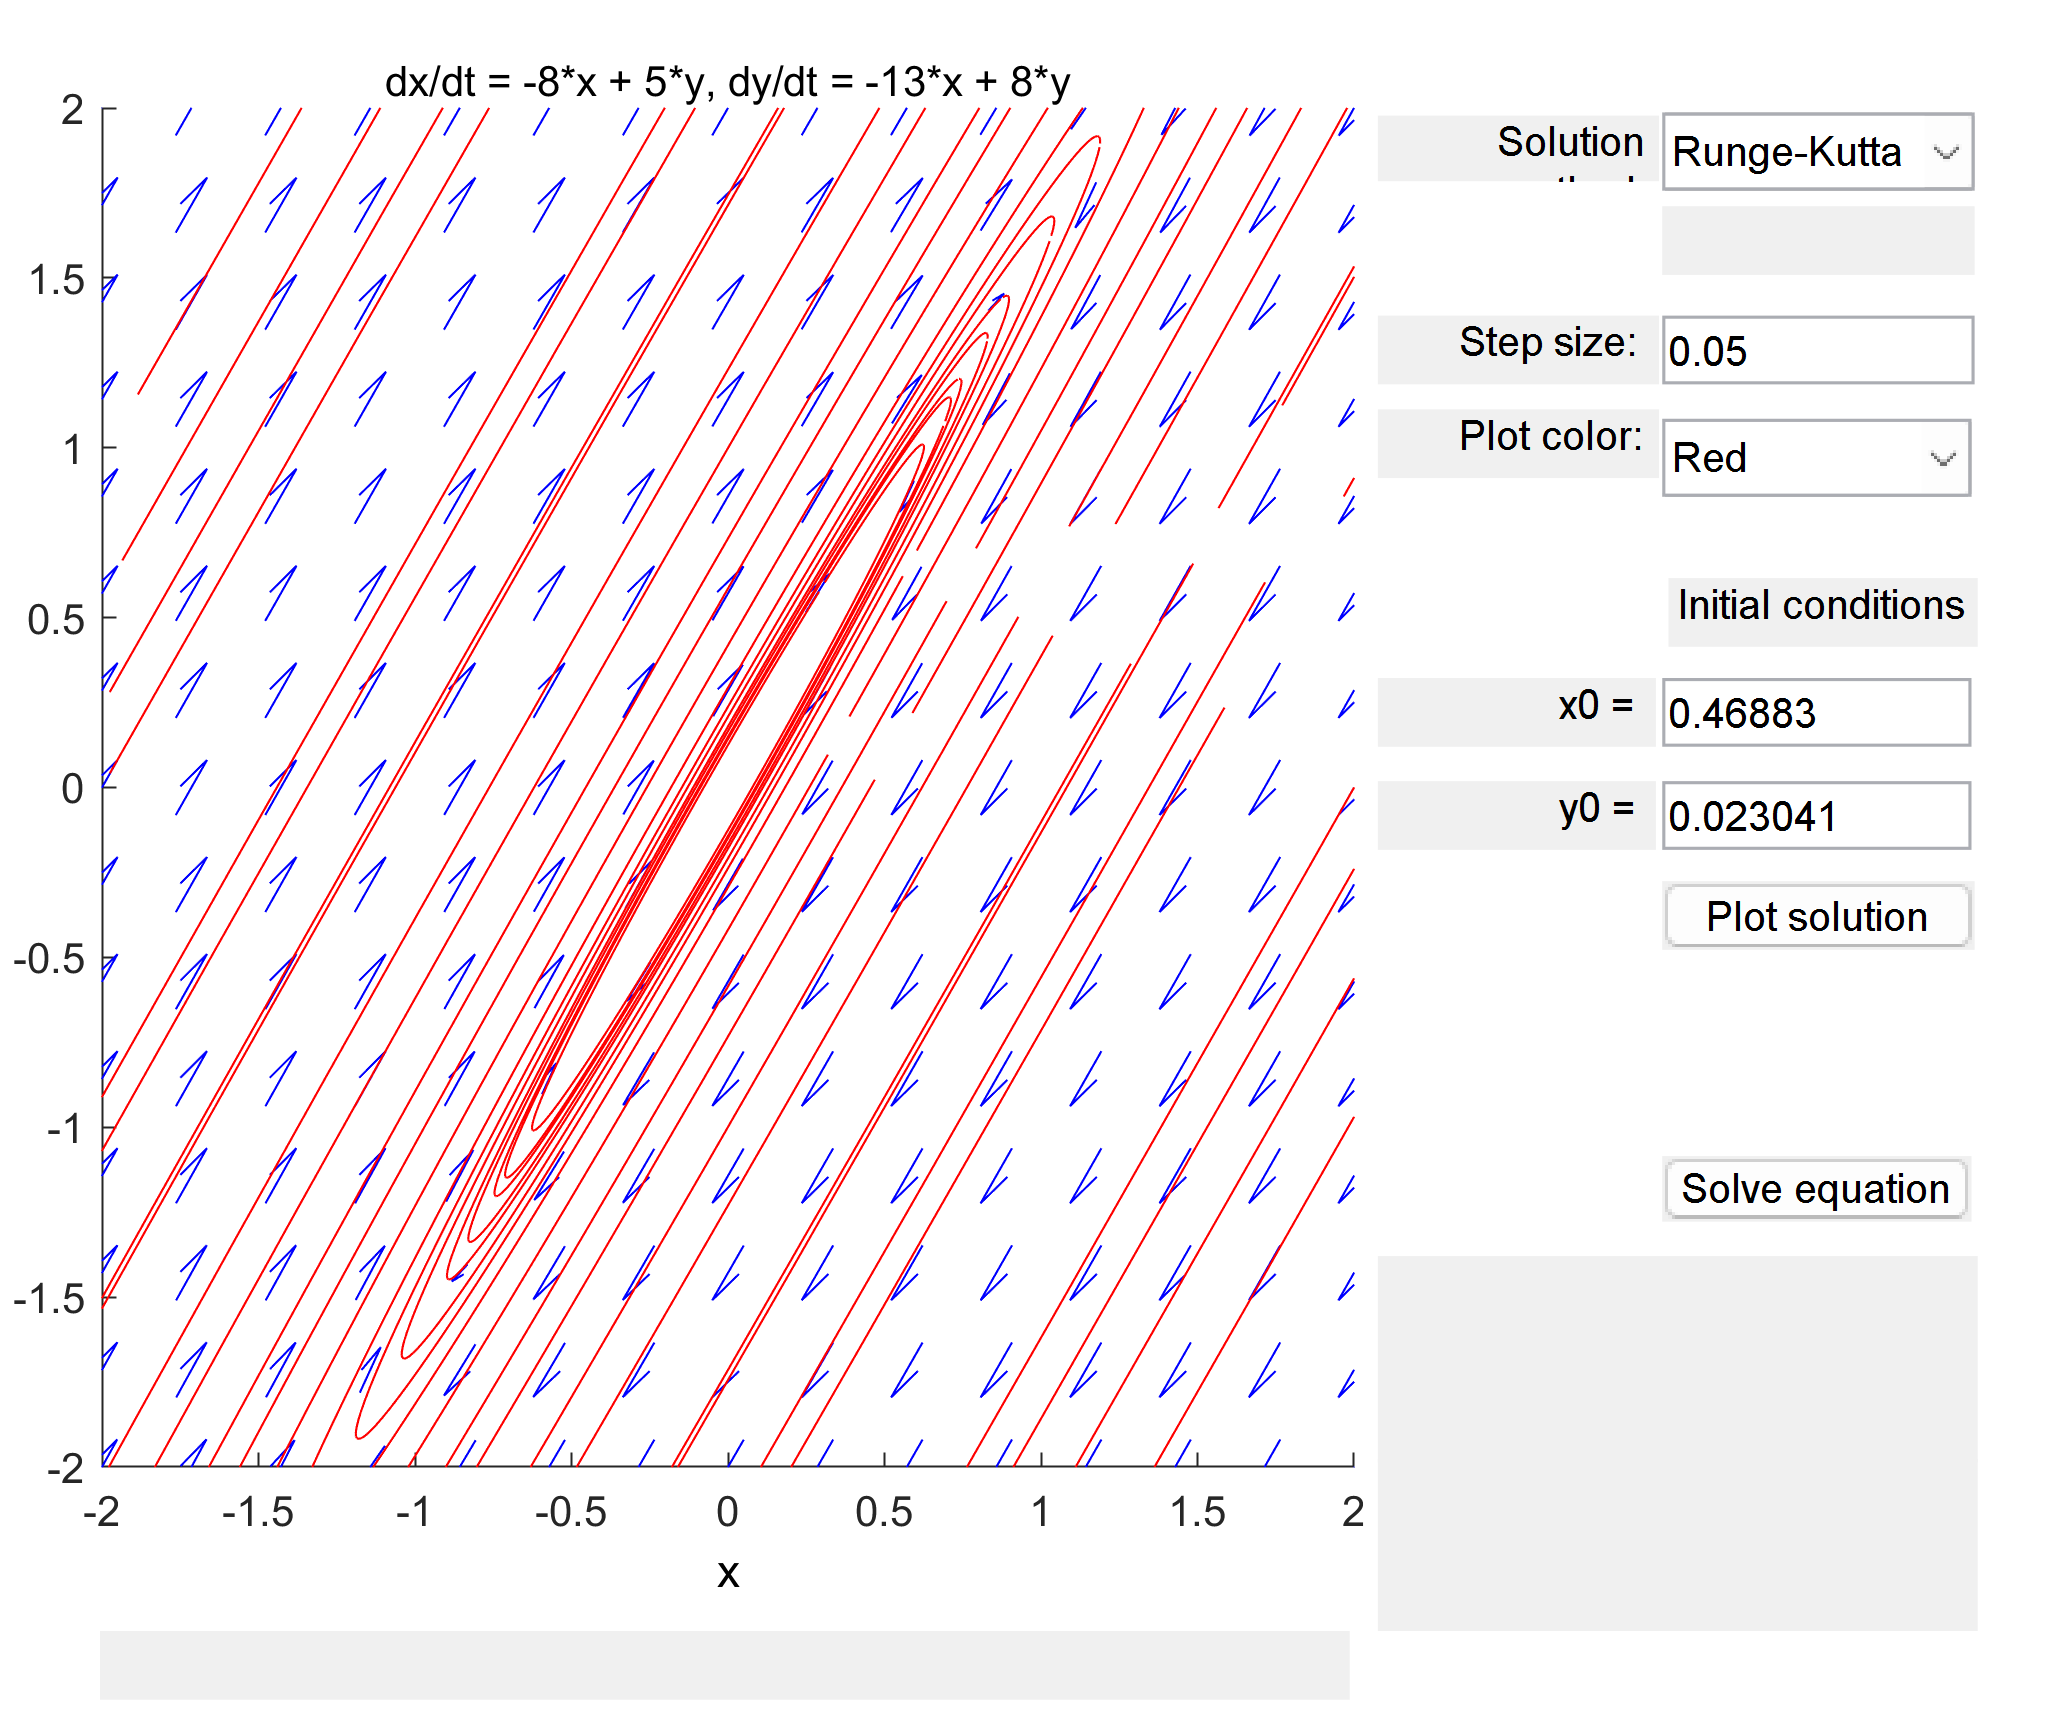 dx/dt = -8*x + 5*y, dy/dt = -13*x + 8*y
2
1.5
1
0.5
0
-0.5
-1
-1.5
-2
-2 -1.5 -1 -0.5 0 0.5 1 1.5 2
x
Solution
Runge-Kutta
Step size: 0.05
Plot color: Red
Initial conditions
x0 = 0.46883
y0 = 0.023041
Plot solution
Solve equation